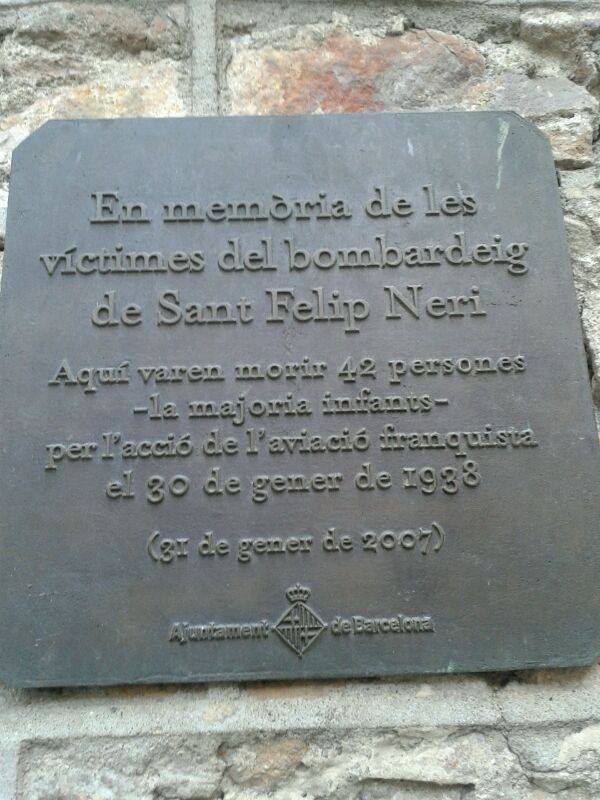 En memòria de les
víctimes del bombardeig
de Sant Felip Neri
Aquí varen morir 42 persones
-la majoria infants-
per l'acció de l'aviació franquista
el 30 de gener de 1938
(31 de gener de 2007)
Ajuntament de Barcelona